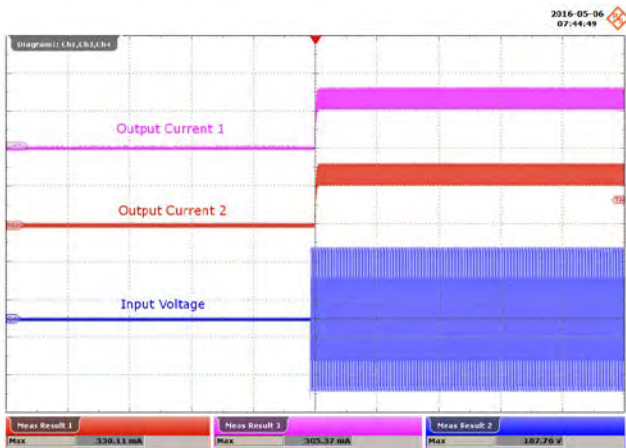 2016-05-06
07:44:49
Diagram1: Ch1,Ch3,Ch4
Output Current 1
Output Current 2
Input Voltage
TA
Meas Result 1
Meas Result 3
Meas Result 2
Max 330.11 mA
Max 305.37 mA
Max 187.76 V